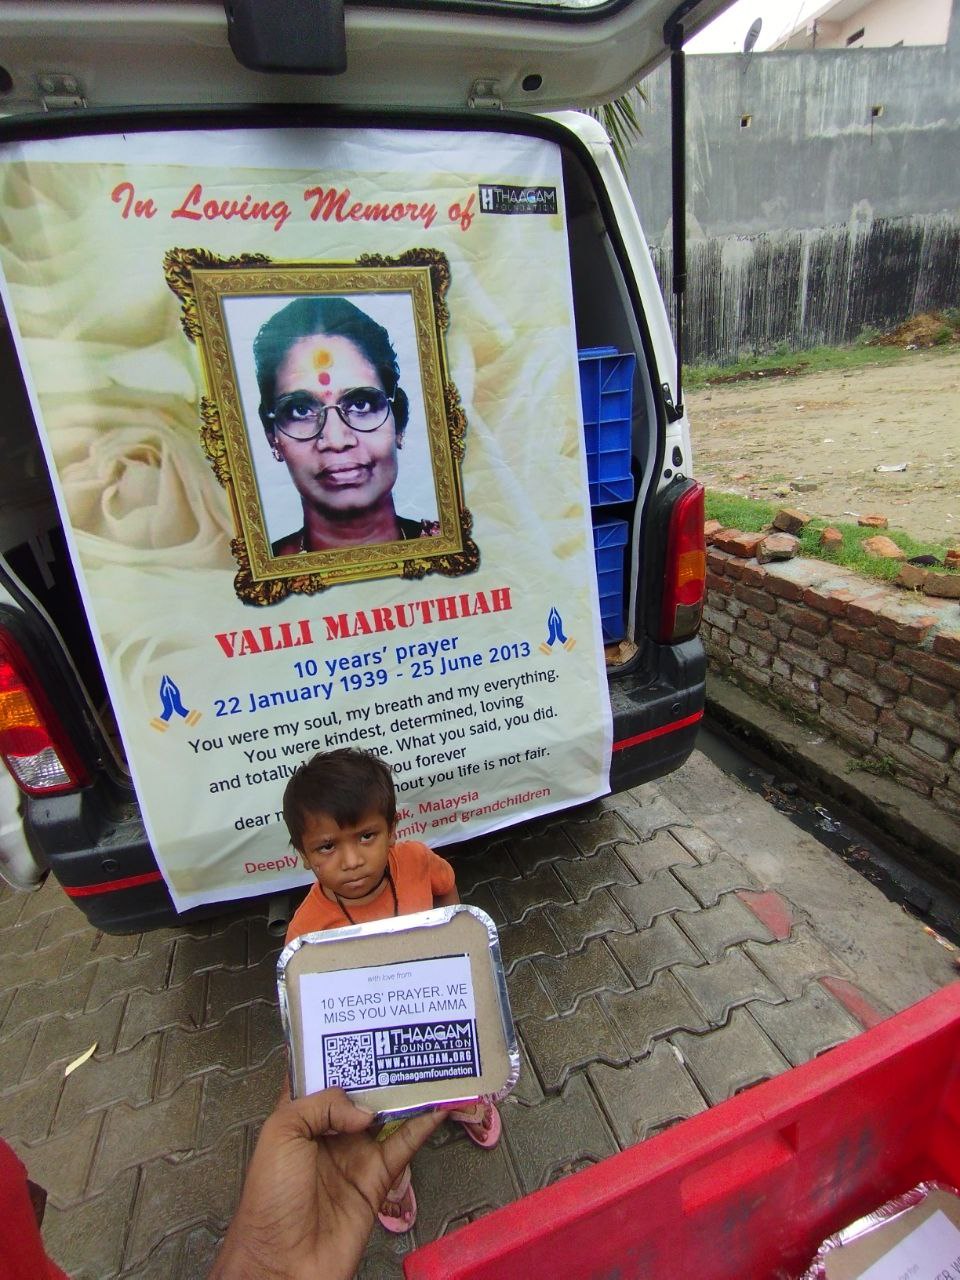 In Loving Memory of
THAAGAM
FOUNDATION
VALLI MARUTHIAH
10 years' prayer
22 January 1939 - 25 June 2013
You were my soul, my breath and my everything.
You were kindest, determined, loving
and totally me. What you said, you did.
you forever
out you life is not fair.
dear Malaysia
Deeply family and grandchildren
with love from
10 YEARS' PRAYER. WE
MISS YOU VALLI AMMA
THAAGAM
FOUNDATION
WWW.THAAGAM.ORG
@thaagamfoundation